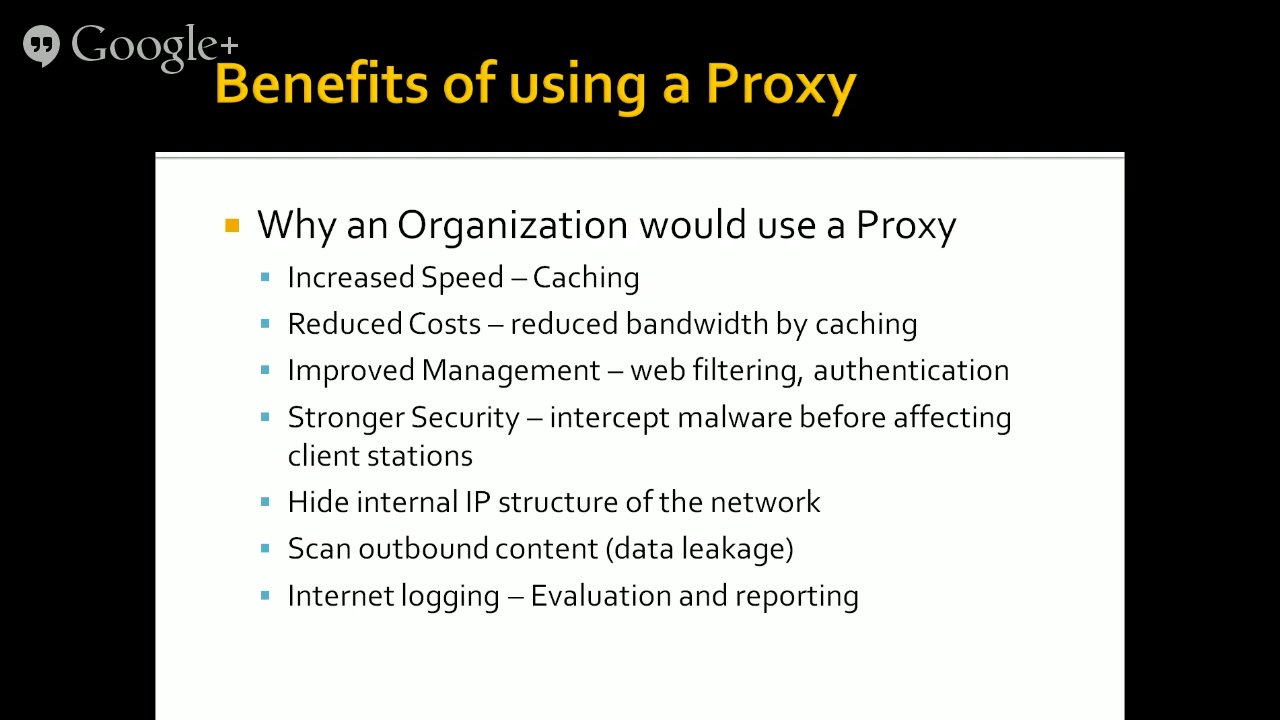 Google+
Benefits of using a Proxy
Why an Organization would use a Proxy
Increased Speed – Caching
Reduced Costs – reduced bandwidth by caching
Improved Management – web filtering, authentication
Stronger Security – intercept malware before affecting
client stations
Hide internal IP structure of the network
Scan outbound content (data leakage)
Internet logging – Evaluation and reporting